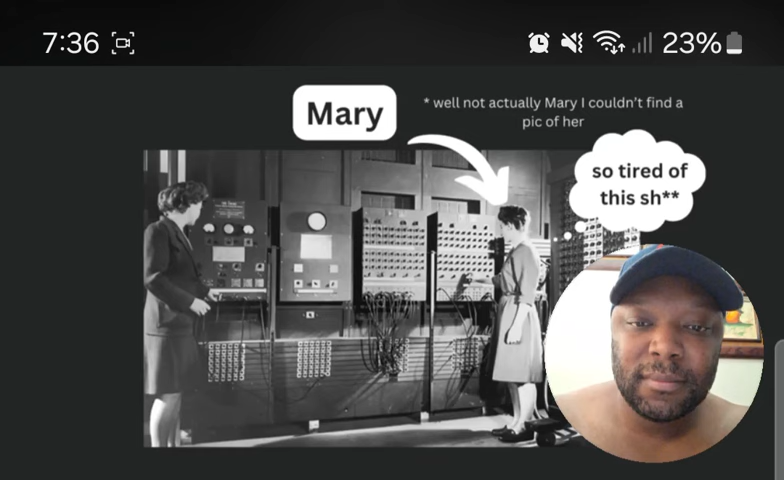 7:36
23%
Mary
* well not actually Mary I couldn't find a
pic of her
so tired of
this sh**